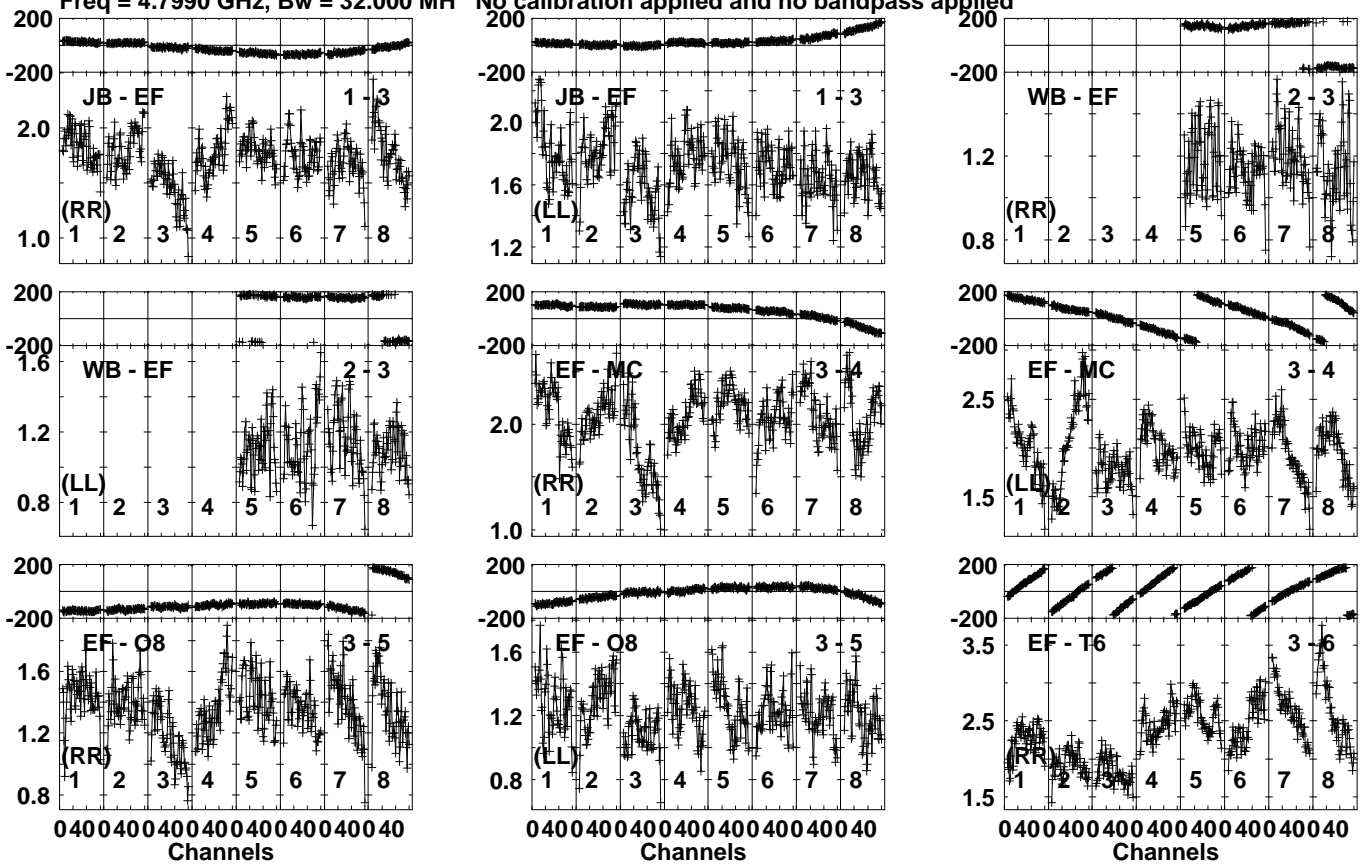 Freq = 4.7990 GHz, Bw = 32.000 MH No calibration applied and no bandpass applied
200 200 200
-200 -200 -200
JB - EF 1 - 3 JB - EF 1 - 3 WB - EF 2 - 3
2.0 2.0 1.2
1.6
(RR) (LL) (RR)
1.0 1 2 3 4 5 6 7 8 1.2 1 2 3 4 5 6 7 8 0.8 1 2 3 4 5 6 7 8
200 200 200
-200 -200 -200
1.6 WB - EF 2 - 3 EF - MC 3 - 4 EF - MC 3 - 4
1.2 2.0 2.5
(LL) (RR) (LL)
0.8 1 2 3 4 5 6 7 8 1 2 3 4 5 6 7 8 1.5 1 2 3 4 5 6 7 8
1.0
200 200 200
-200 -200 -200
EF - O8 3 - 5 EF - O8 3 - 5 EF - T6 3 - 6
1.6 1.6 3.5
1.2 1.2 2.5
(RR) (LL) (RR)
1 2 3 4 5 6 7 8 1 2 3 4 5 6 7 8 1 2 3 4 5 6 7 8
0.8 0.8 1.5
0 40 0 40 0 40 0 40 0 40 0 40 0 40 0 40 0 40 0 40 0 40 0 40 0 40 0 40 0 40 0 40 0 40 0 40 0 40 0 40 0 40 0 40 0 40 0 40
Channels Channels Channels